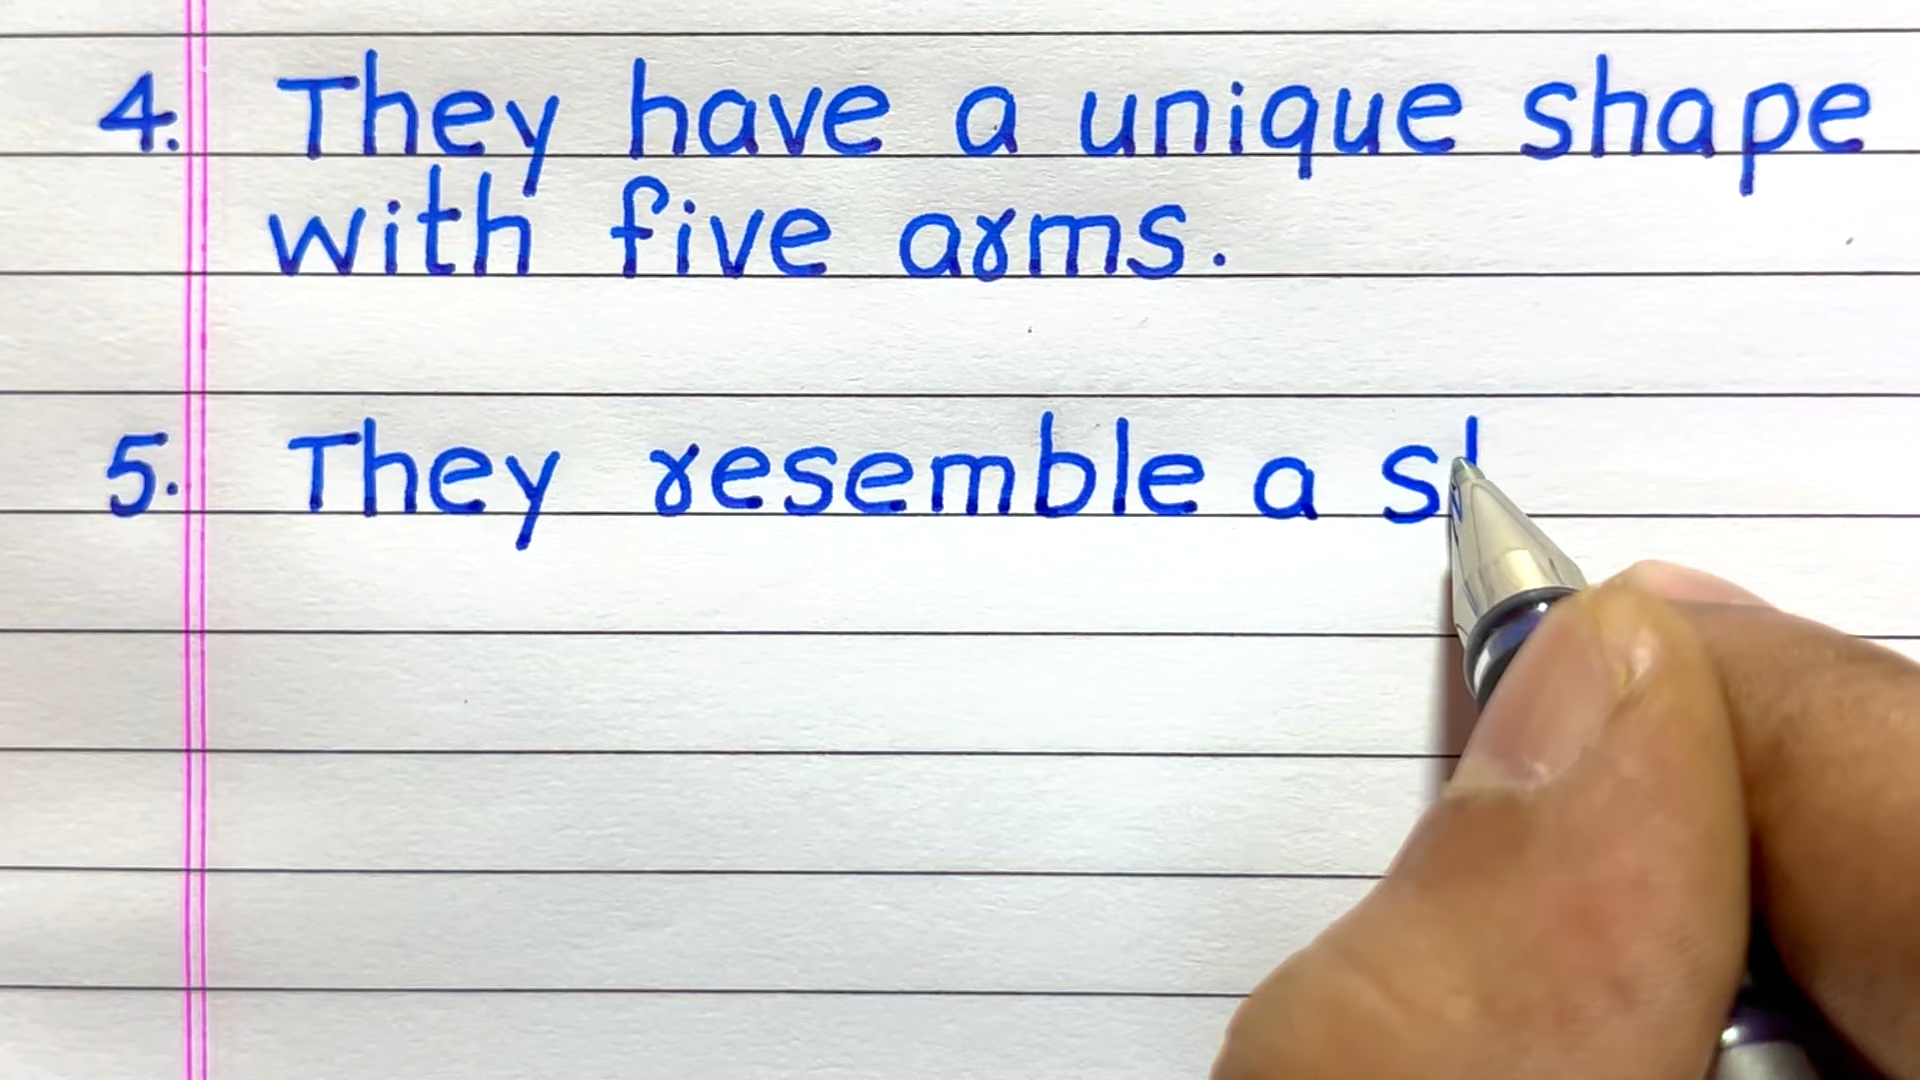 4. They have a unique shape
with five arms.
5. They resemble a